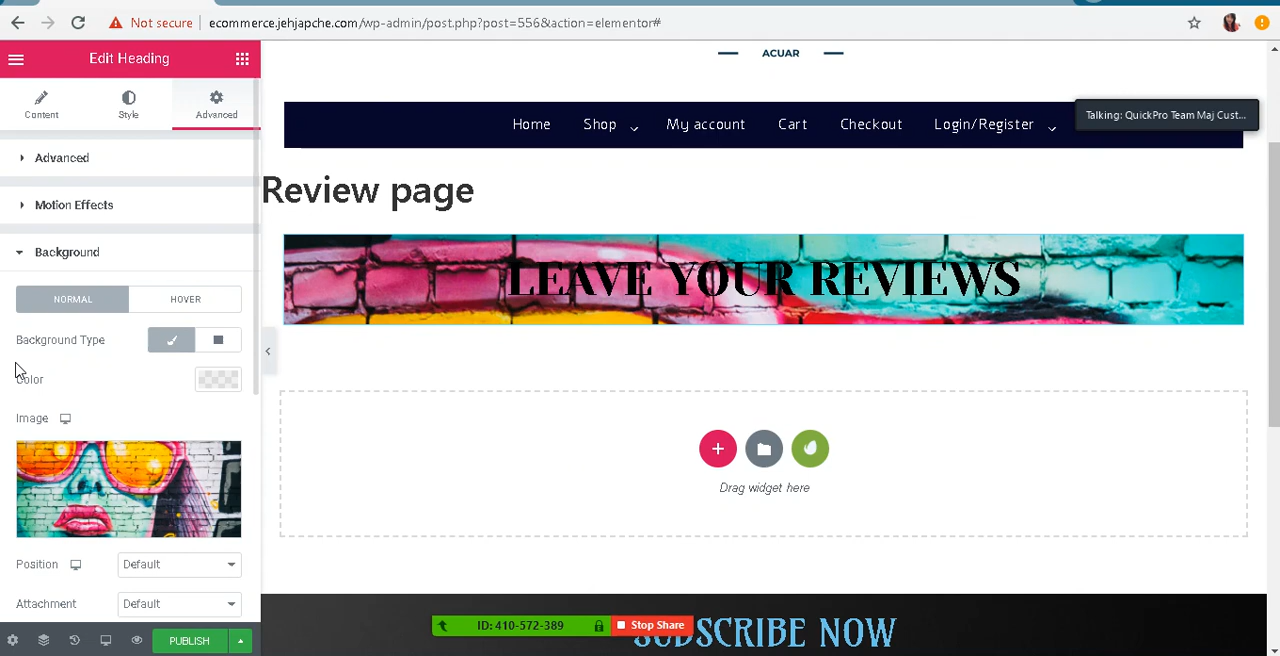 Not secure | ecommerce.jehjapche.com/wp-admin/post.php?post=556&action=elementor#
Edit Heading
Content
Style
Advanced
Advanced
Motion Effects
Background
NORMAL
HOVER
Background Type
Color
Image
Position
Default
Attachment
Default
PUBLISH
ACUAR
Home
Shop
My account
Cart
Checkout
Login/Register
Talking: QuickPro Team Maj Cust...
Review page
LEAVE YOUR REVIEWS
Drag widget here
ID: 410-572-389
Stop Share
SUBSCRIBE NOW